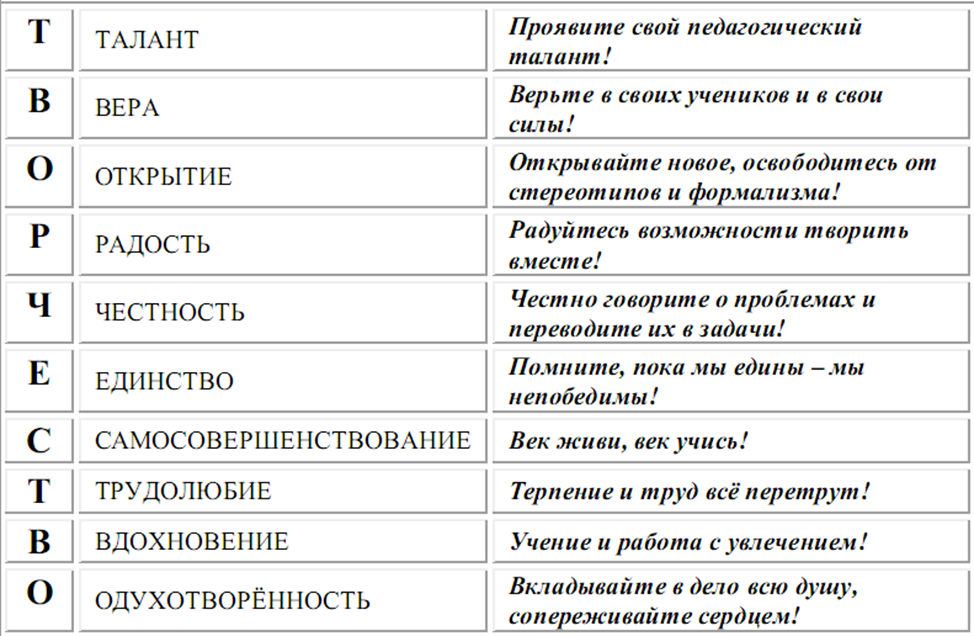 Т ТАЛАНТ Проявите свой педагогический
талант!
В ВЕРА Верьте в своих учеников и в свои
силы!
О ОТКРЫТИЕ Открывайте новое, освободитесь от
стереотипов и формализма!
Р РАДОСТЬ Радуйтесь возможности творить
вместе!
Ч ЧЕСТНОСТЬ Честно говорите о проблемах и
переводите их в задачи!
Е ЕДИНСТВО Помните, пока мы едины – мы
непобедимы!
С САМОСОВЕРШЕНСТВОВАНИЕ Век живи, век учись!
Т ТРУДОЛЮБИЕ Терпение и труд всё перетрут!
В ВДОХНОВЕНИЕ Учение и работа с увлечением!
О ОДУХОТВОРЁННОСТЬ Вкладывайте в дело всю душу,
сопереживайте сердцем!